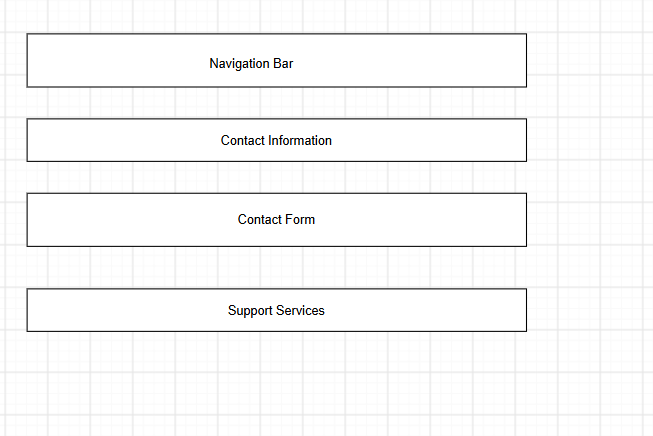 Navigation Bar
Contact Information
Contact Form
Support Services